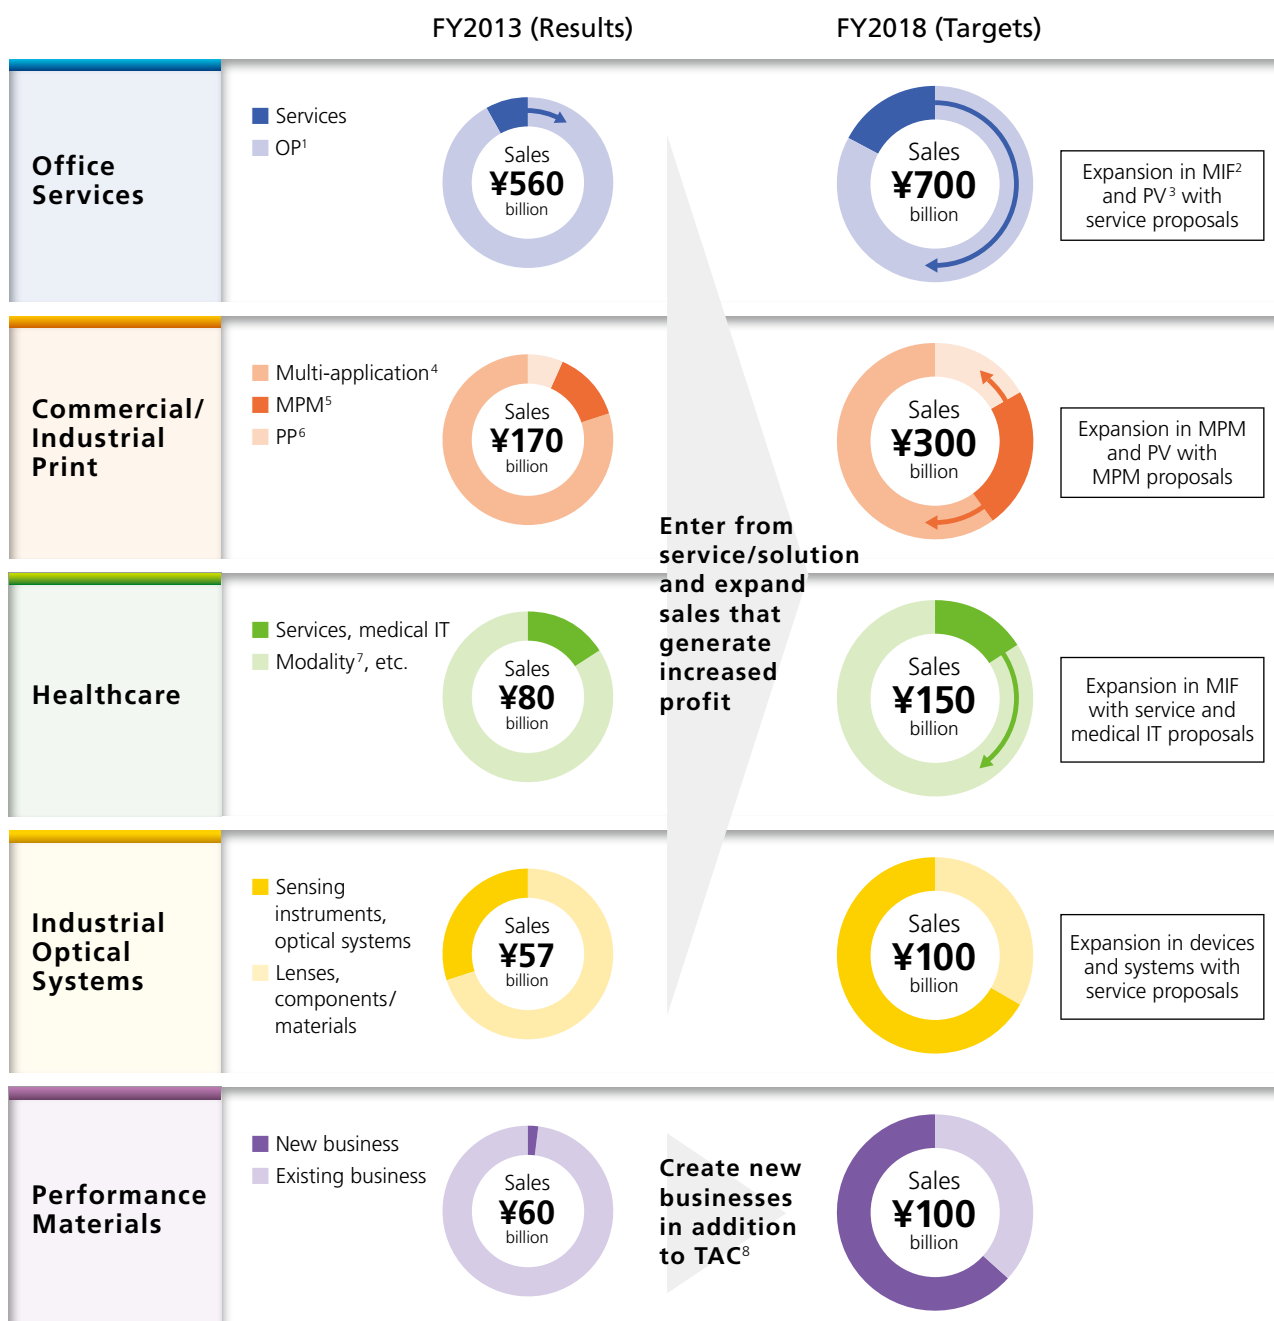 FY2013 (Results)
FY2018 (Targets)
Office
Services
Services
OP1
Sales
¥560
billion
Sales
¥700
billion
Expansion in MIF2
and PV3 with
service proposals
Commercial/
Industrial
Print
Multi-application4
MPM5
PP6
Sales
¥170
billion
Sales
¥300
billion
Expansion in MPM
and PV with
MPM proposals
Enter from
service/solution
and expand
sales that
generate
increased
profit
Healthcare
Services, medical IT
Modality7, etc.
Sales
¥80
billion
Sales
¥150
billion
Expansion in MIF
with service and
medical IT proposals
Industrial
Optical
Systems
Sensing
instruments,
optical systems
Lenses,
components/
materials
Sales
¥57
billion
Sales
¥100
billion
Expansion in devices
and systems with
service proposals
Performance
Materials
New business
Existing business
Sales
¥60
billion
Create new
businesses
in addition
to TAC8
Sales
¥100
billion